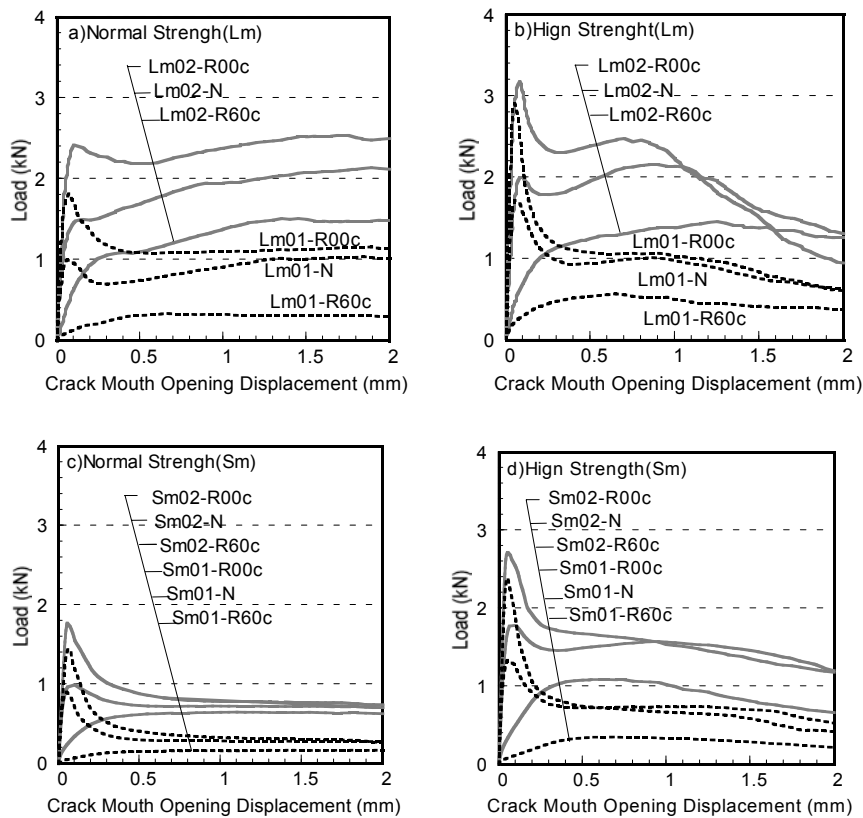 a)Normal Strengh(Lm)
Lm02-R00c
Lm02-N
Lm02-R60c
Lm01-R00c
Lm01-N
Lm01-R60c
4
3
2
1
0
Load (kN)
0
0.5
1
1.5
2
Crack Mouth Opening Displacement (mm)
b)Hign Strenght(Lm)
Lm02-R00c
Lm02-N
Lm02-R60c
Lm01-R00c
Lm01-N
Lm01-R60c
4
3
2
1
0
Load (kN)
0
0.5
1
1.5
2
Crack Mouth Opening Displacement (mm)
c)Normal Strengh(Sm)
Sm02-R00c
Sm02-N
Sm02-R60c
Sm01-R00c
Sm01-N
Sm01-R60c
4
3
2
1
0
Load (kN)
0
0.5
1
1.5
2
Crack Mouth Opening Displacement (mm)
d)Hign Strength(Sm)
Sm02-R00c
Sm02-N
Sm02-R60c
Sm01-R00c
Sm01-N
Sm01-R60c
4
3
2
1
0
Load (kN)
0
0.5
1
1.5
2
Crack Mouth Opening Displacement (mm)